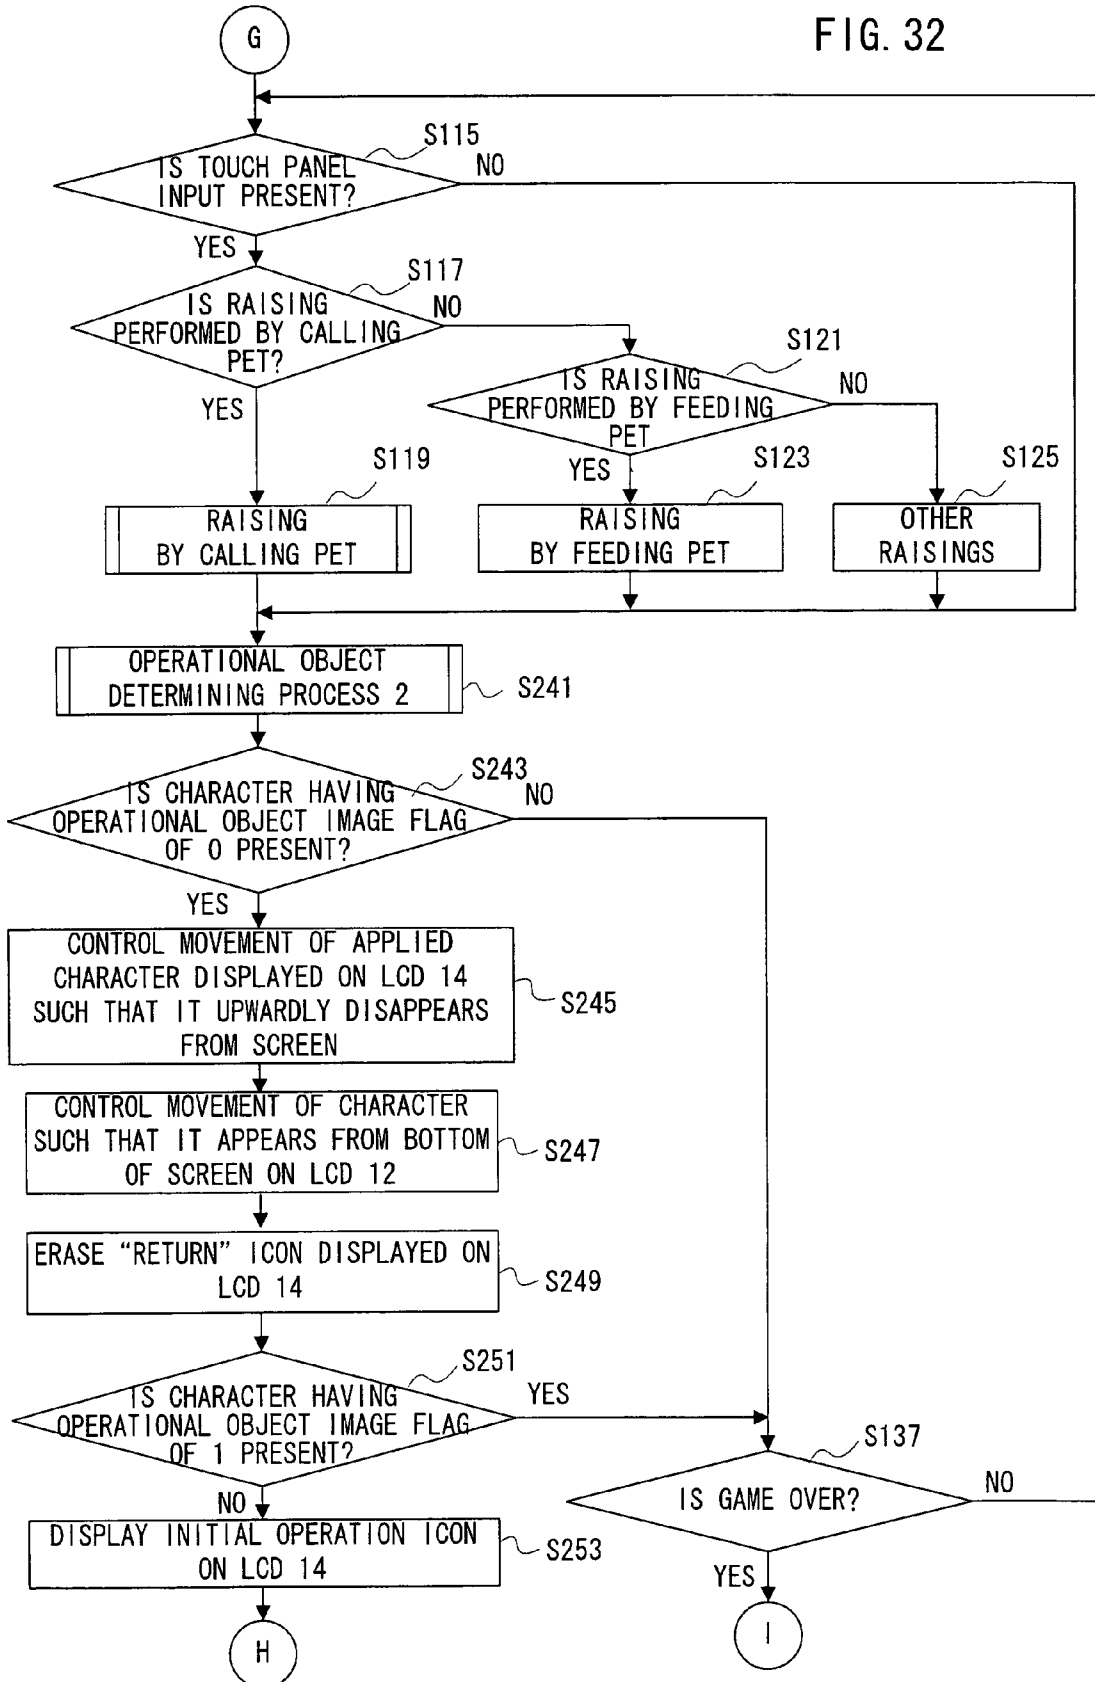 G
FIG. 32
S115
IS TOUCH PANEL
INPUT PRESENT?
NO
YES
S117
IS RAISING
PERFORMED BY CALLING
PET?
NO
YES
S121
IS RAISING
PERFORMED BY FEEDING
PET
NO
YES
S119
RAISING
BY CALLING PET
S123
RAISING
BY FEEDING PET
S125
OTHER
RAISINGS
OPERATIONAL OBJECT
DETERMINING PROCESS 2
S241
S243
IS CHARACTER HAVING
OPERATIONAL OBJECT IMAGE FLAG
OF 0 PRESENT?
NO
YES
CONTROL MOVEMENT OF APPLIED
CHARACTER DISPLAYED ON LCD 14
SUCH THAT IT UPWARDLY DISAPPEARS
FROM SCREEN
S245
CONTROL MOVEMENT OF CHARACTER
SUCH THAT IT APPEARS FROM BOTTOM
OF SCREEN ON LCD 12
S247
ERASE “RETURN” ICON DISPLAYED ON
LCD 14
S249
S251
IS CHARACTER HAVING
OPERATIONAL OBJECT IMAGE FLAG
OF 1 PRESENT?
YES
NO
S137
IS GAME OVER?
NO
YES
DISPLAY INITIAL OPERATION ICON
ON LCD 14
S253
H
I